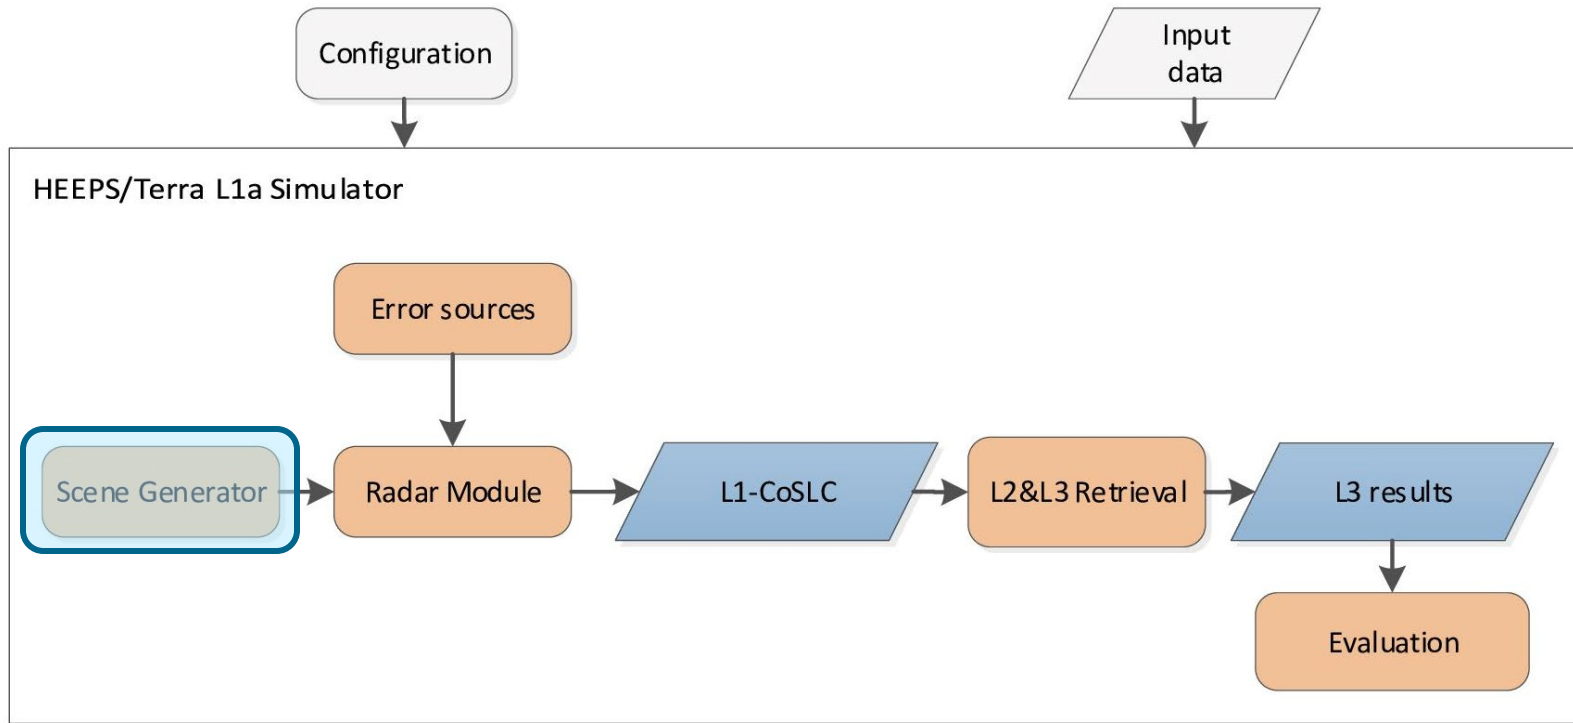 Configuration
Input
data
HEEPS/Terra L1a Simulator
Error sources
Scene Generator
Radar Module
L1-CoSLC
L2&L3 Retrieval
L3 results
Evaluation